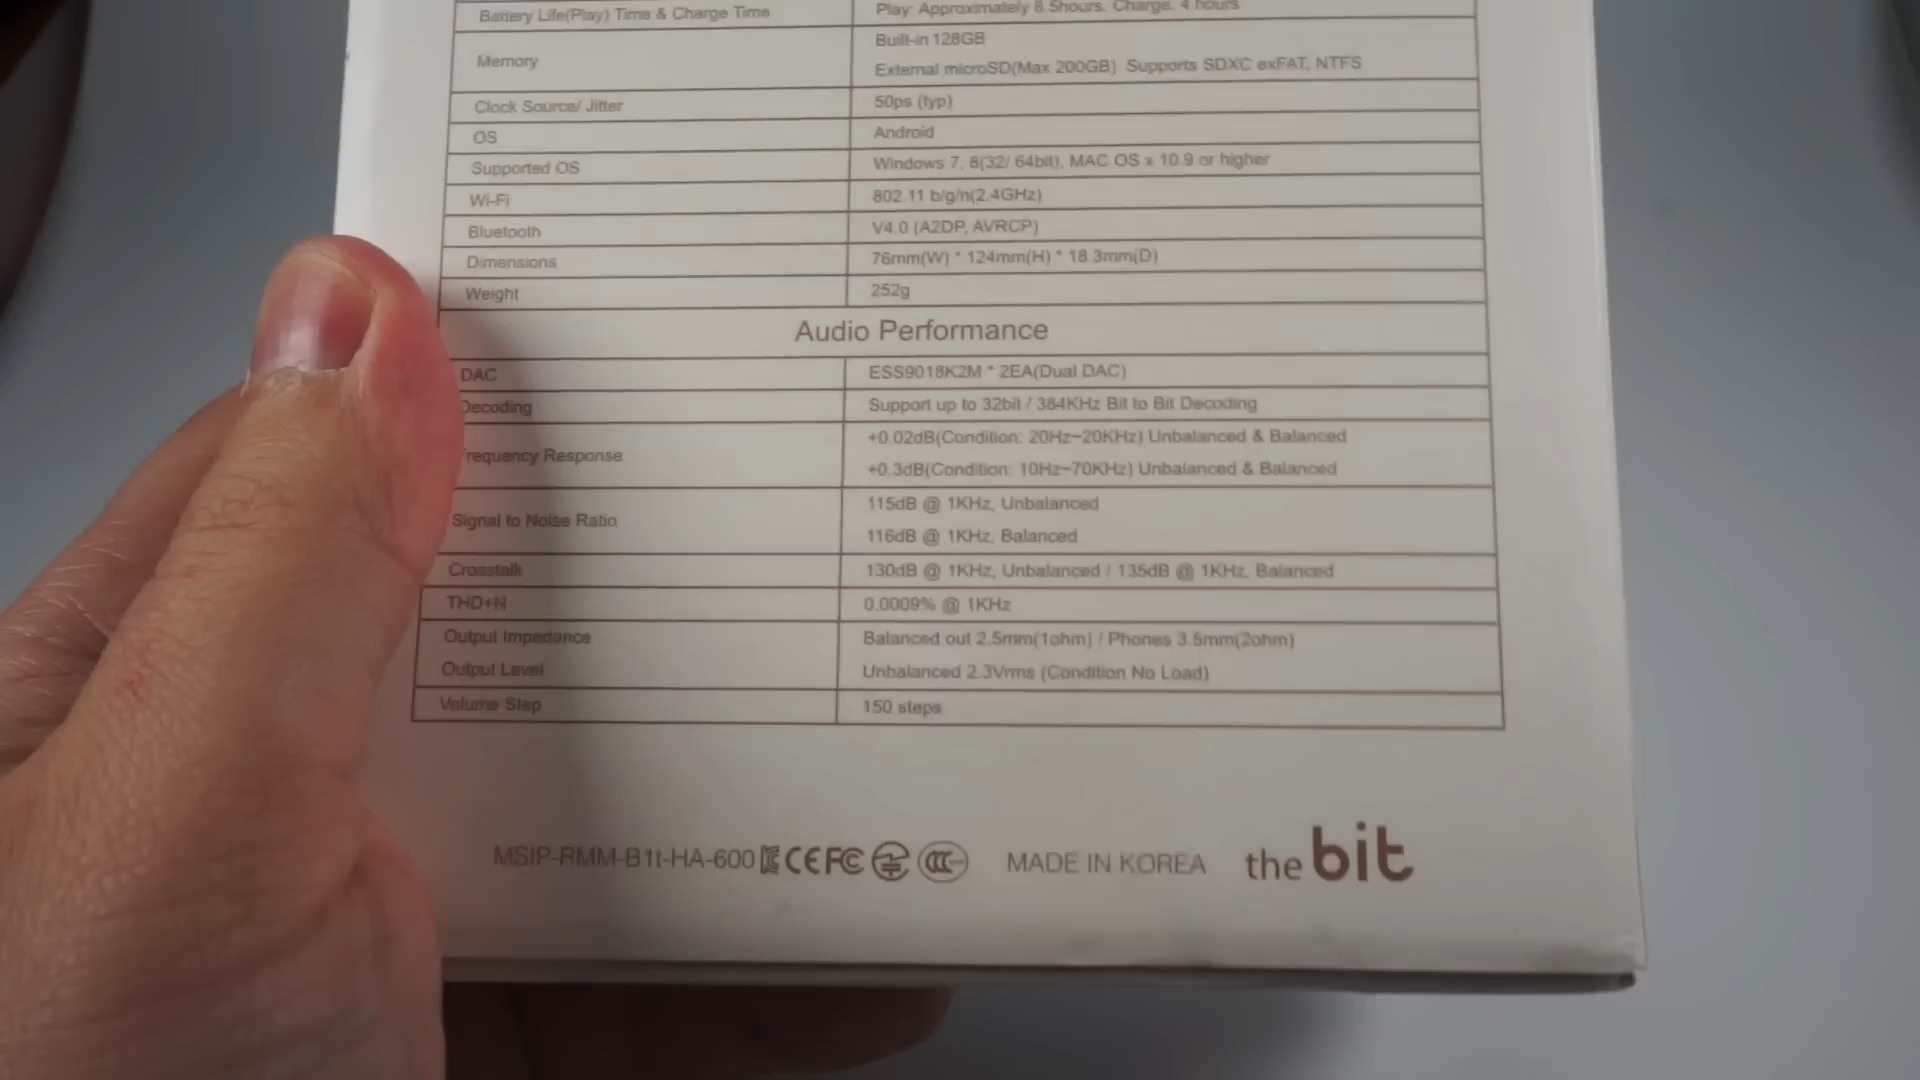 Battery Life(Play) Time & Charge Time Play: Approximately 8.5hours. Charge: 4 hours
Memory Built-in 128GB
External microSD(Max 200GB) Supports SDXC exFAT, NTFS
Clock Source/ Jitter 50ps (typ)
OS Android
Supported OS Windows 7, 8(32/ 64bit), MAC OS x 10.9 or higher
Wi-Fi 802.11 b/g/n(2.4GHz)
Bluetooth V4.0 (A2DP, AVRCP)
Dimensions 76mm(W) * 124mm(H) * 18.3mm(D)
Weight 252g
Audio Performance
DAC ESS9018K2M * 2EA(Dual DAC)
Decoding Support up to 32bit / 384KHz Bit to Bit Decoding
Frequency Response +0.02dB(Condition: 20Hz~20KHz) Unbalanced & Balanced
+0.3dB(Condition: 10Hz~70KHz) Unbalanced & Balanced
Signal to Noise Ratio 115dB @ 1KHz, Unbalanced
116dB @ 1KHz, Balanced
Crosstalk 130dB @ 1KHz, Unbalanced / 135dB @ 1KHz, Balanced
THD+N 0.0009% @ 1KHz
Output Impedance Balanced out 2.5mm(1ohm) / Phones 3.5mm(2ohm)
Output Level Unbalanced 2.3Vrms (Condition No Load)
Volume Step 150 steps
MSIP-RMM-B1t-HA-600 CE FC CCC MADE IN KOREA the bit